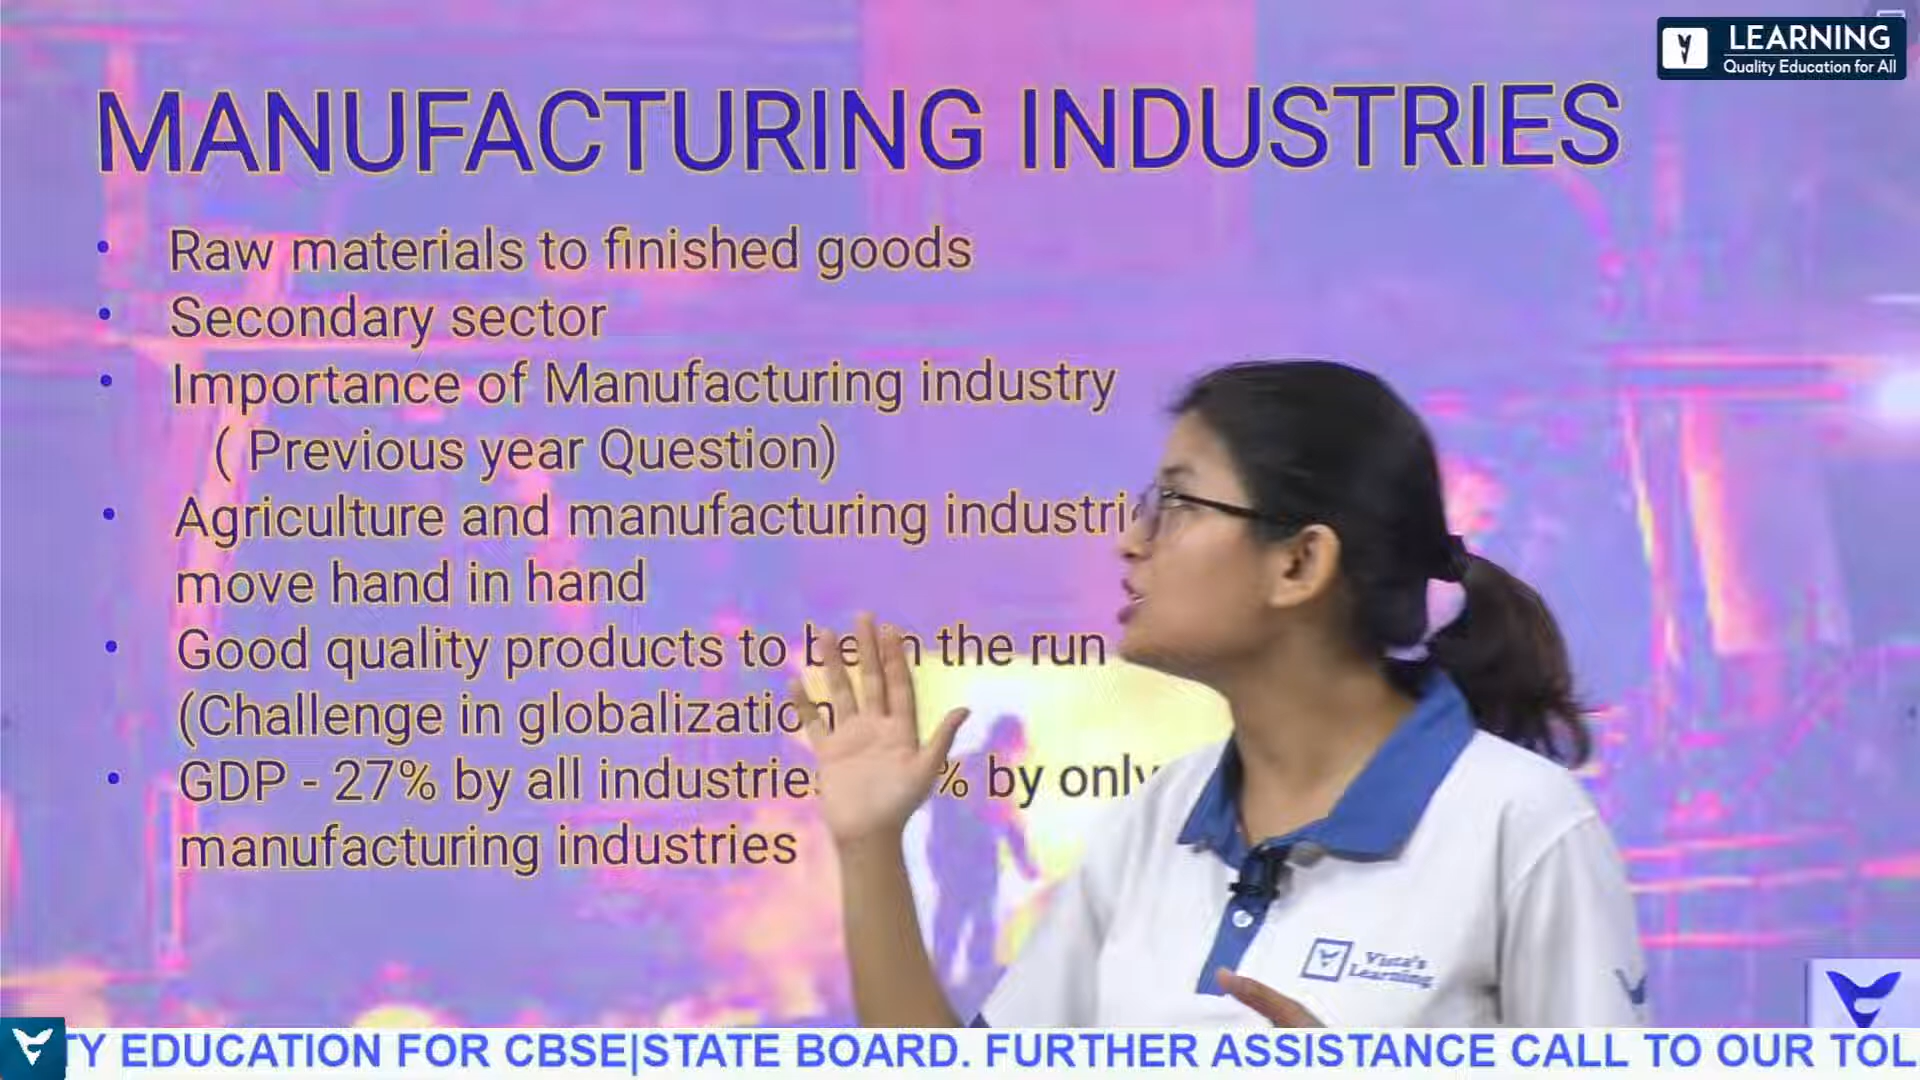 LEARNING
Quality Education for All
MANUFACTURING INDUSTRIES
• Raw materials to finished goods
• Secondary sector
• Importance of Manufacturing industry
( Previous year Question)
• Agriculture and manufacturing
move hand in hand
• Good quality products to the run
(Challenge in
• GDP - 27% by all % by only
manufacturing industries
Vista's
Learning
TY EDUCATION FOR CBSE|STATE BOARD. FURTHER ASSISTANCE CALL TO OUR TOL